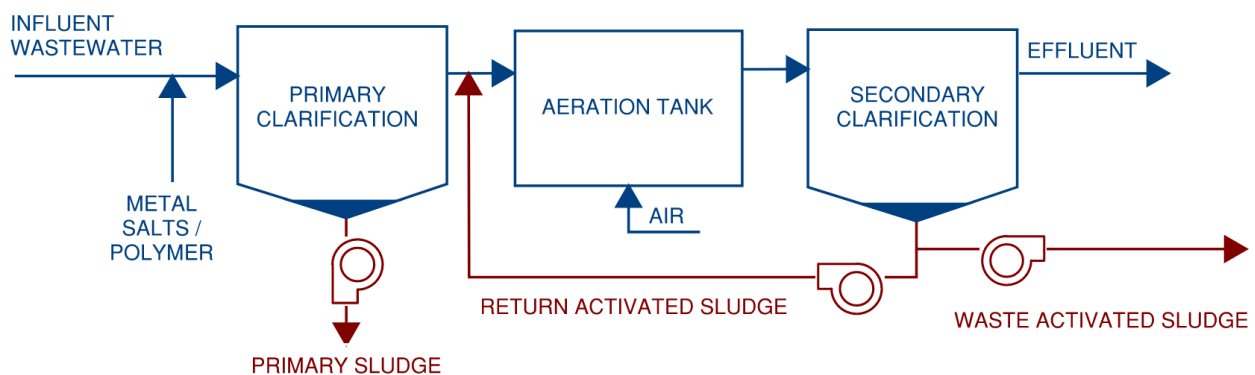 INFLUENT
WASTEWATER
METAL
SALTS /
POLYMER
PRIMARY
CLARIFICATION
PRIMARY SLUDGE
AERATION TANK
AIR
RETURN ACTIVATED SLUDGE
SECONDARY
CLARIFICATION
EFFLUENT
WASTE ACTIVATED SLUDGE